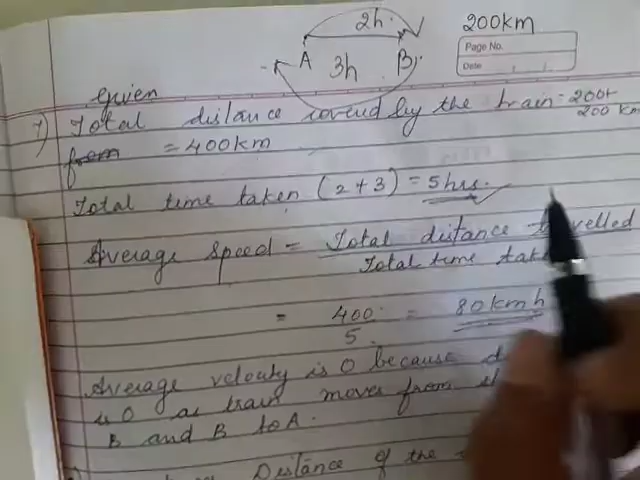 2h. 200km
A 3h B
Page No.
Date
Given
7) Total distance covered by the train = 200+
200 km
from = 400km
Total time taken (2+3) = 5hrs.
Average Speed = Total distance travelled
Total time
= 400 = 80kmh
5
Average velocity is 0 because
is 0 as train moves from
B and B to A.
Distance of the